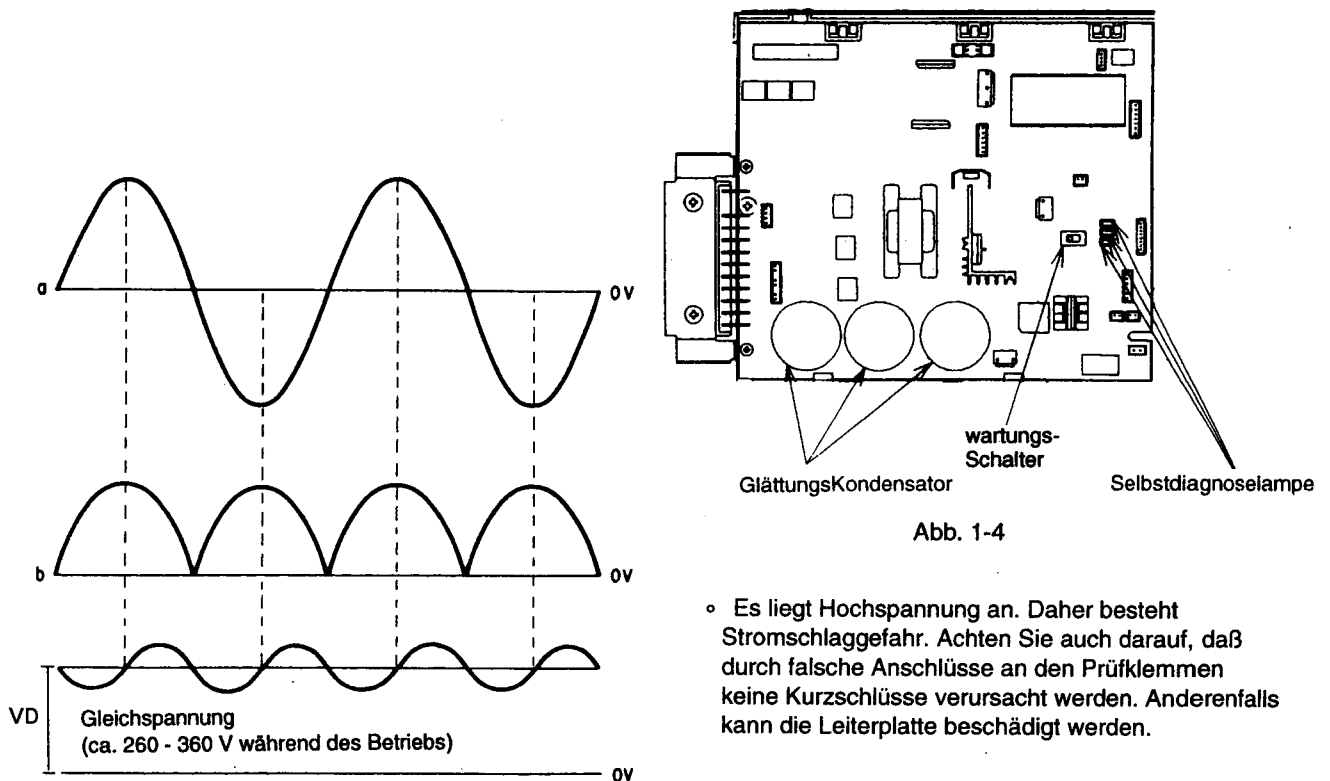 a
0V
b
0V
VD
Gleichspannung
(ca. 260 - 360 V während des Betriebs)
0V
wartungs-
Schalter
GlättungsKondensator
Selbstdiagnoselampe
Abb. 1-4
° Es liegt Hochspannung an. Daher besteht
Stromschlaggefahr. Achten Sie auch darauf, daß
durch falsche Anschlüsse an den Prüfklemmen
keine Kurzschlüsse verursacht werden. Anderenfalls
kann die Leiterplatte beschädigt werden.